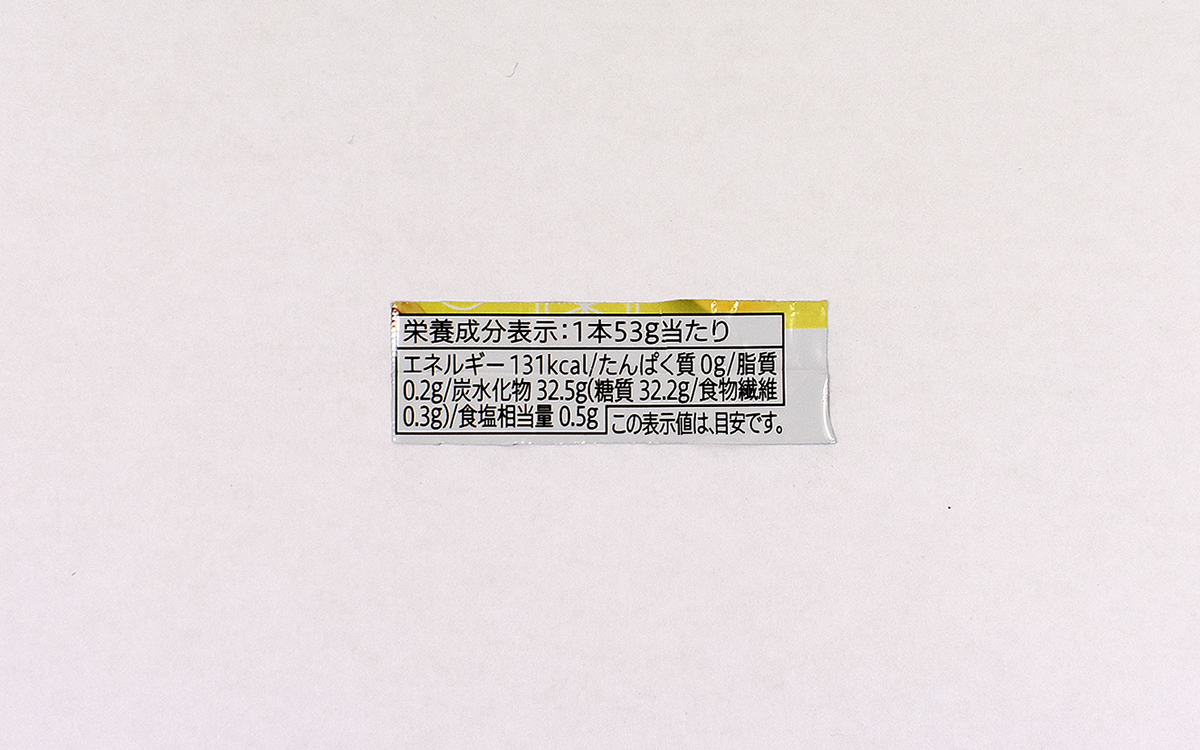 栄養成分表示:1本53g当たり
エネルギー 131kcal/たんぱく質 0g/脂質
0.2g/炭水化物 32.5g(糖質 32.2g/食物繊維
0.3g)/食塩相当量 0.5g
この表示値は、目安です。